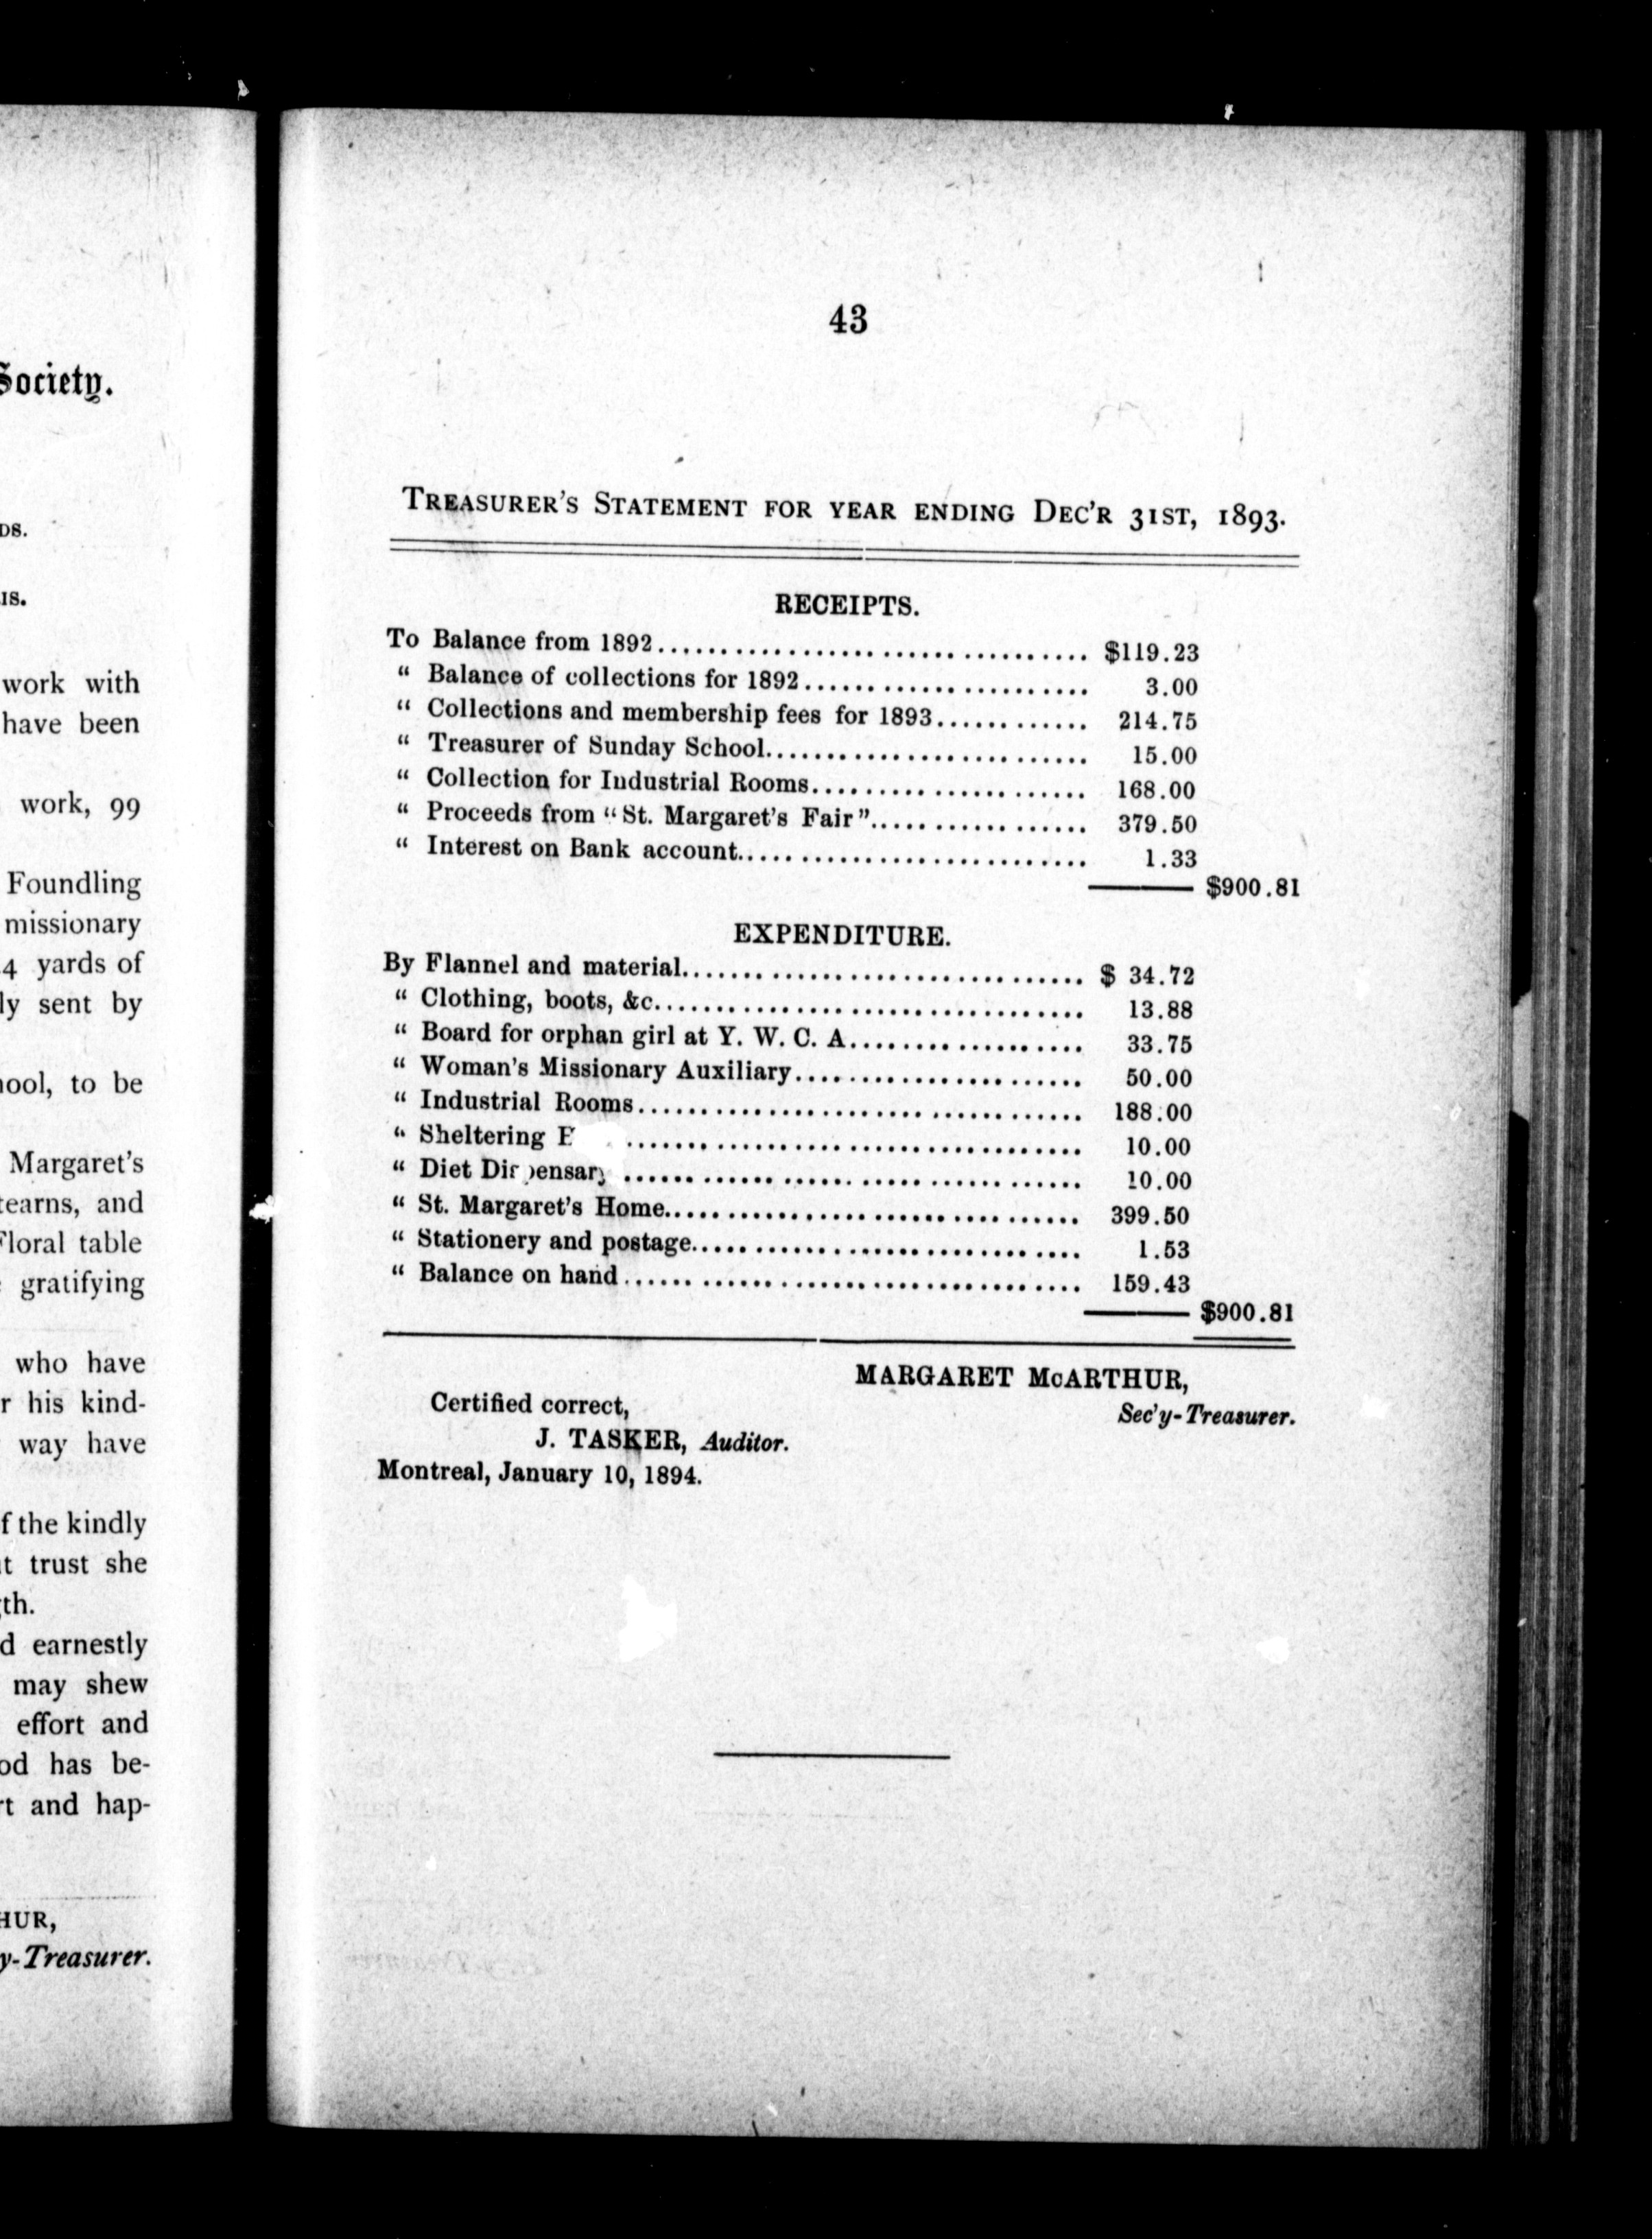 Society.
DS.
IS.
work with
have been
work, 99
Foundling
missionary
4 yards of
ly sent by
ool, to be
Margaret's
tearns, and
Floral table
gratifying
who have
r his kind-
way have
f the kindly
t trust she
th.
d earnestly
may shew
effort and
od has be-
rt and hap-
HUR,
y-Treasurer.
43
TREASURER'S STATEMENT FOR YEAR ENDING DEC'R 31ST, 1893.
RECEIPTS.
To Balance from 1892.................................. $119.23
“ Balance of collections for 1892...................... 3.00
“ Collections and membership fees for 1893............ 214.75
“ Treasurer of Sunday School.......................... 15.00
“ Collection for Industrial Rooms...................... 168.00
“ Proceeds from “St. Margaret's Fair”................. 379.50
“ Interest on Bank account............................ 1.33
$900.81
EXPENDITURE.
By Flannel and material................................ $ 34.72
“ Clothing, boots, &c.................................. 13.88
“ Board for orphan girl at Y. W. C. A................... 33.75
“ Woman's Missionary Auxiliary....................... 50.00
“ Industrial Rooms.................................... 188.00
“ Sheltering .................................... 10.00
“ Diet Dispensary .................................... 10.00
“ St. Margaret's Home................................. 399.50
“ Stationery and postage............................... 1.53
“ Balance on hand..................................... 159.43
$900.81
MARGARET McARTHUR,
Sec'y-Treasurer.
Certified correct,
J. TASKER, Auditor.
Montreal, January 10, 1894.